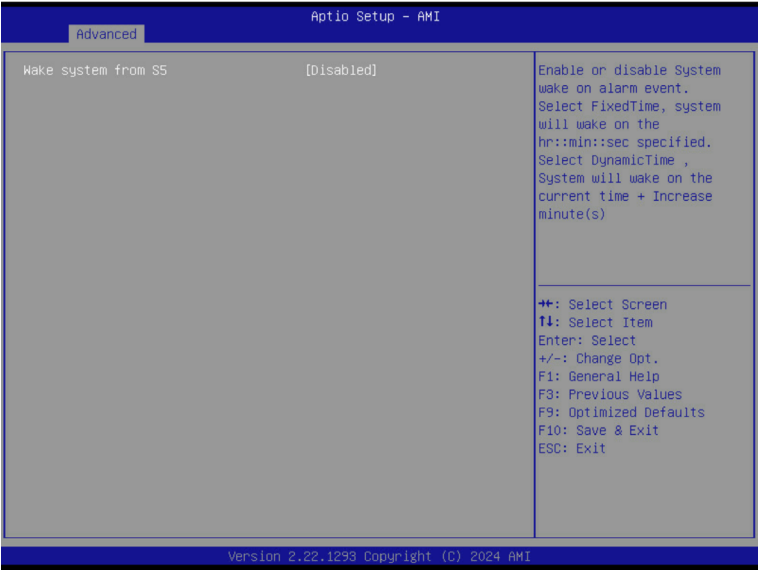 Aptio Setup – AMI
Advanced
Wake system from S5 [Disabled]
Enable or disable System
wake on alarm event.
Select FixedTime, system
will wake on the
hr::min::sec specified.
Select DynamicTime ,
System will wake on the
current time + Increase
minute(s)
→←: Select Screen
↑↓: Select Item
Enter: Select
+/-: Change Opt.
F1: General Help
F3: Previous Values
F9: Optimized Defaults
F10: Save & Exit
ESC: Exit
Version 2.22.1293 Copyright (C) 2024 AMI